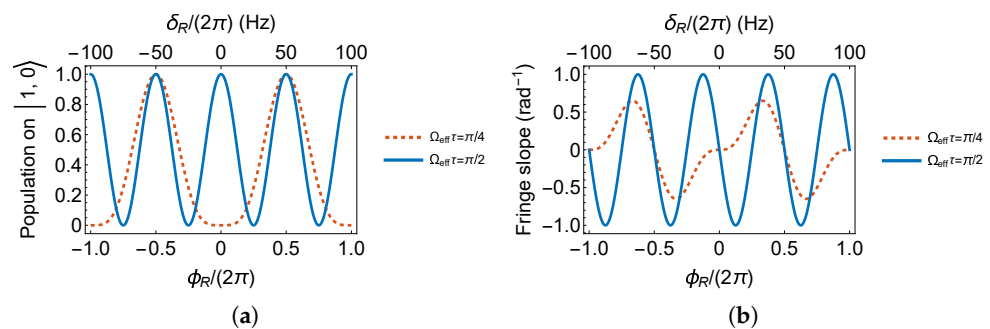 δR/(2π) (Hz)
−100 −50 0 50 100
Population on |1, 0⟩
1.0
0.8
0.6
0.4
0.2
0
-1.0 -0.5 0 0.5 1.0
ϕR/(2π)
Ωeffτ=π/4
Ωeffτ=π/2
(a)
δR/(2π) (Hz)
−100 −50 0 50 100
Fringe slope (rad⁻¹)
1.0
0.5
0
-0.5
-1.0
-1.0 -0.5 0 0.5 1.0
ϕR/(2π)
Ωeffτ=π/4
Ωeffτ=π/2
(b)